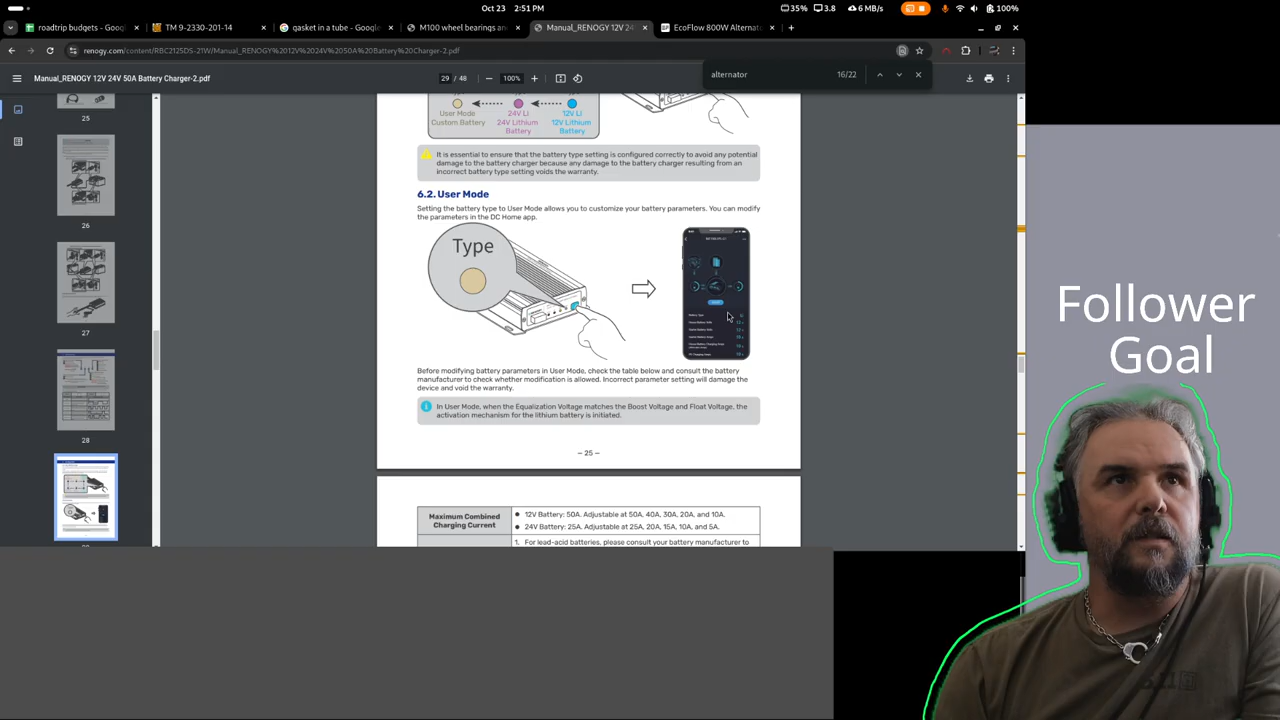 Oct 23 2:51 PM
35% 3.8 6 MB/s 100%
roadtrip budgets - Goog
TM 9-2330-201-14
gasket in a tube - Google
M100 wheel bearings an
Manual_RENOGY 12V 24
EcoFlow 800W Alternato
renogy.com/content/RBC2125DS-21W/Manual_RENOGY%2012V%2024V%2050A%20Battery%20Charger-2.pdf
Manual_RENOGY 12V 24V 50A Battery Charger-2.pdf
29 / 48
100%
alternator 16/22
25
26
27
28
User Mode
Custom Battery
24V LI
24V Lithium
Battery
12V Li
12V Lithium
Battery
It is essential to ensure that the battery type setting is configured correctly to avoid any potential
damage to the battery charger because any damage to the battery charger resulting from an
incorrect battery type setting voids the warranty.
6.2. User Mode
Setting the battery type to User Mode allows you to customize your battery parameters. You can modify
the parameters in the DC Home app.
Type
Before modifying battery parameters in User Mode, check the table below and consult the battery
manufacturer to check whether modification is allowed. Incorrect parameter setting will damage the
device and void the warranty.
i
In User Mode, when the Equalization Voltage matches the Boost Voltage and Float Voltage, the
activation mechanism for the lithium battery is initiated.
– 25 –
Maximum Combined
Charging Current
● 12V Battery: 50A. Adjustable at 50A, 40A, 30A, 20A, and 10A.
● 24V Battery: 25A. Adjustable at 25A, 20A, 15A, 10A, and 5A.
1. For lead-acid batteries, please consult your battery manufacturer to
Follower
Goal